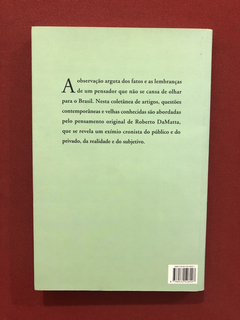 A observação arguta dos fatos e as lembranças
de um pensador que não se cansa de olhar
para o Brasil. Nesta coletânea de artigos, questões
contemporâneas e velhas conhecidas são abordadas
pelo pensamento original de Roberto DaMatta,
que se revela um exímio cronista do público e do
privado, da realidade e do subjetivo.